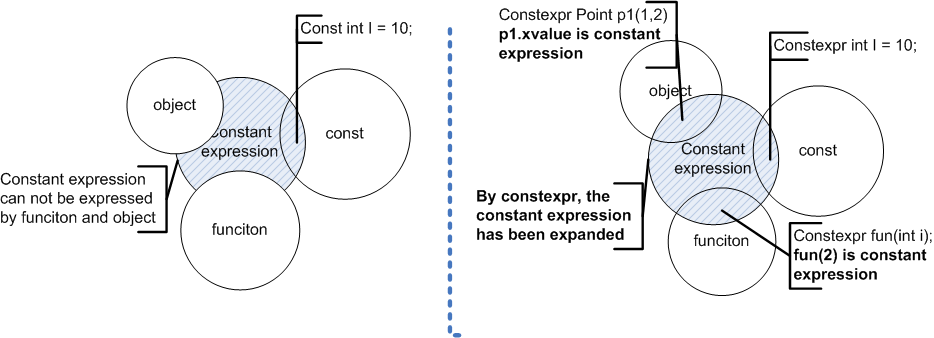 Const int I = 10;
object
Constant
expression
const
Constant expression
can not be expressed
by funciton and object
funciton
Constexpr Point p1(1,2)
p1.xvalue is constant
expression
Constexpr int I = 10;
object
Constant
expression
const
By constexpr, the
constant expression
has been expanded
funciton
Constexpr fun(int i);
fun(2) is constant
expression